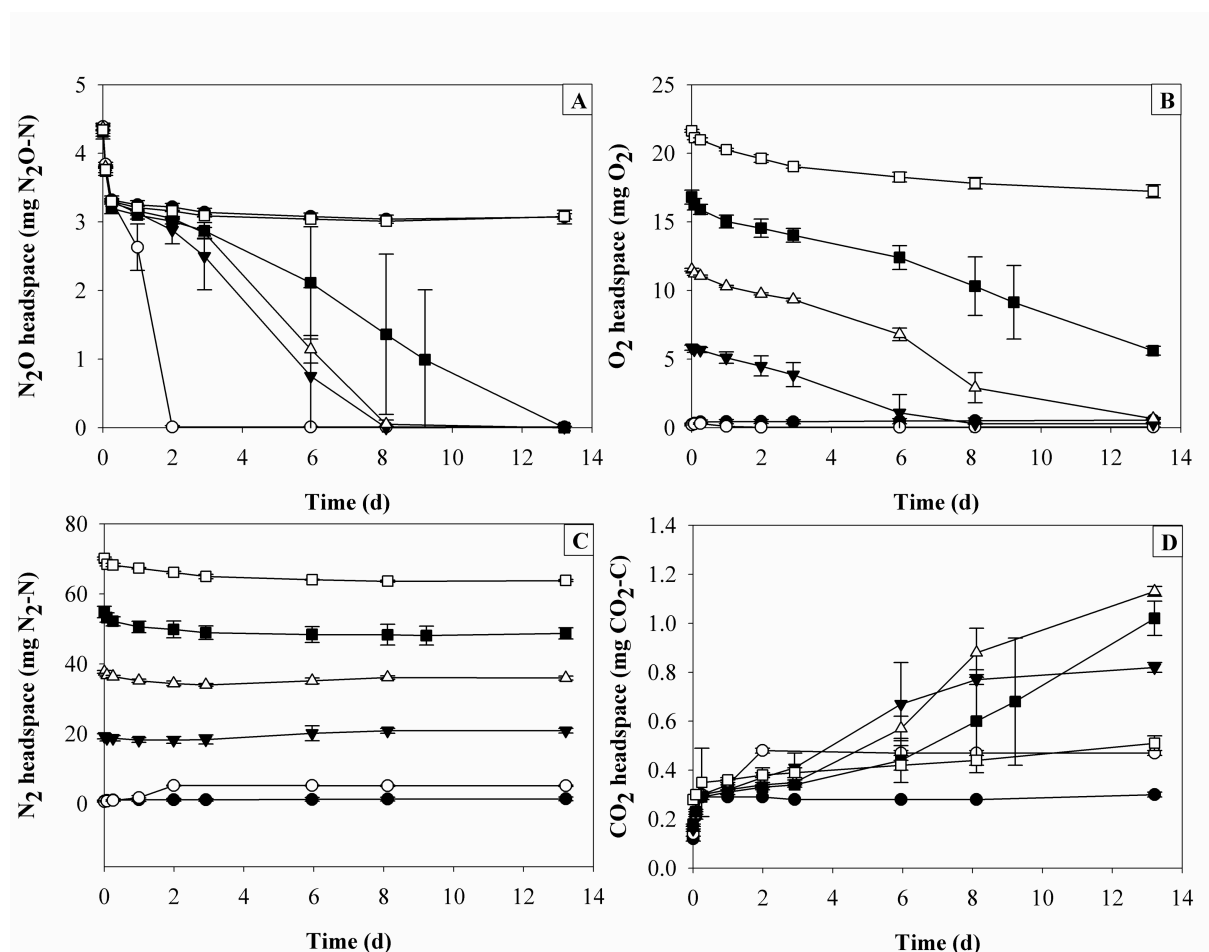 A
N2O headspace (mg N2O-N)
5
4
3
2
1
0
0 2 4 6 8 10 12 14
Time (d)
B
O2 headspace (mg O2)
25
20
15
10
5
0
0 2 4 6 8 10 12 14
Time (d)
C
N2 headspace (mg N2-N)
80
60
40
20
0
0 2 4 6 8 10 12 14
Time (d)
D
CO2 headspace (mg CO2-C)
1.4
1.2
1.0
0.8
0.6
0.4
0.2
0.0
0 2 4 6 8 10 12 14
Time (d)